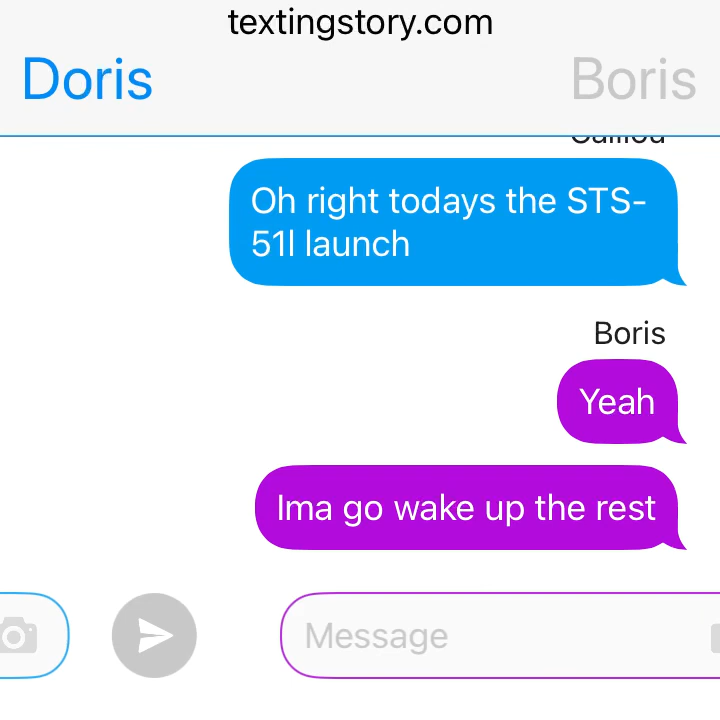 textingstory.com
Doris
Boris
Caillou
Oh right todays the STS-
51l launch
Boris
Yeah
Ima go wake up the rest
Message